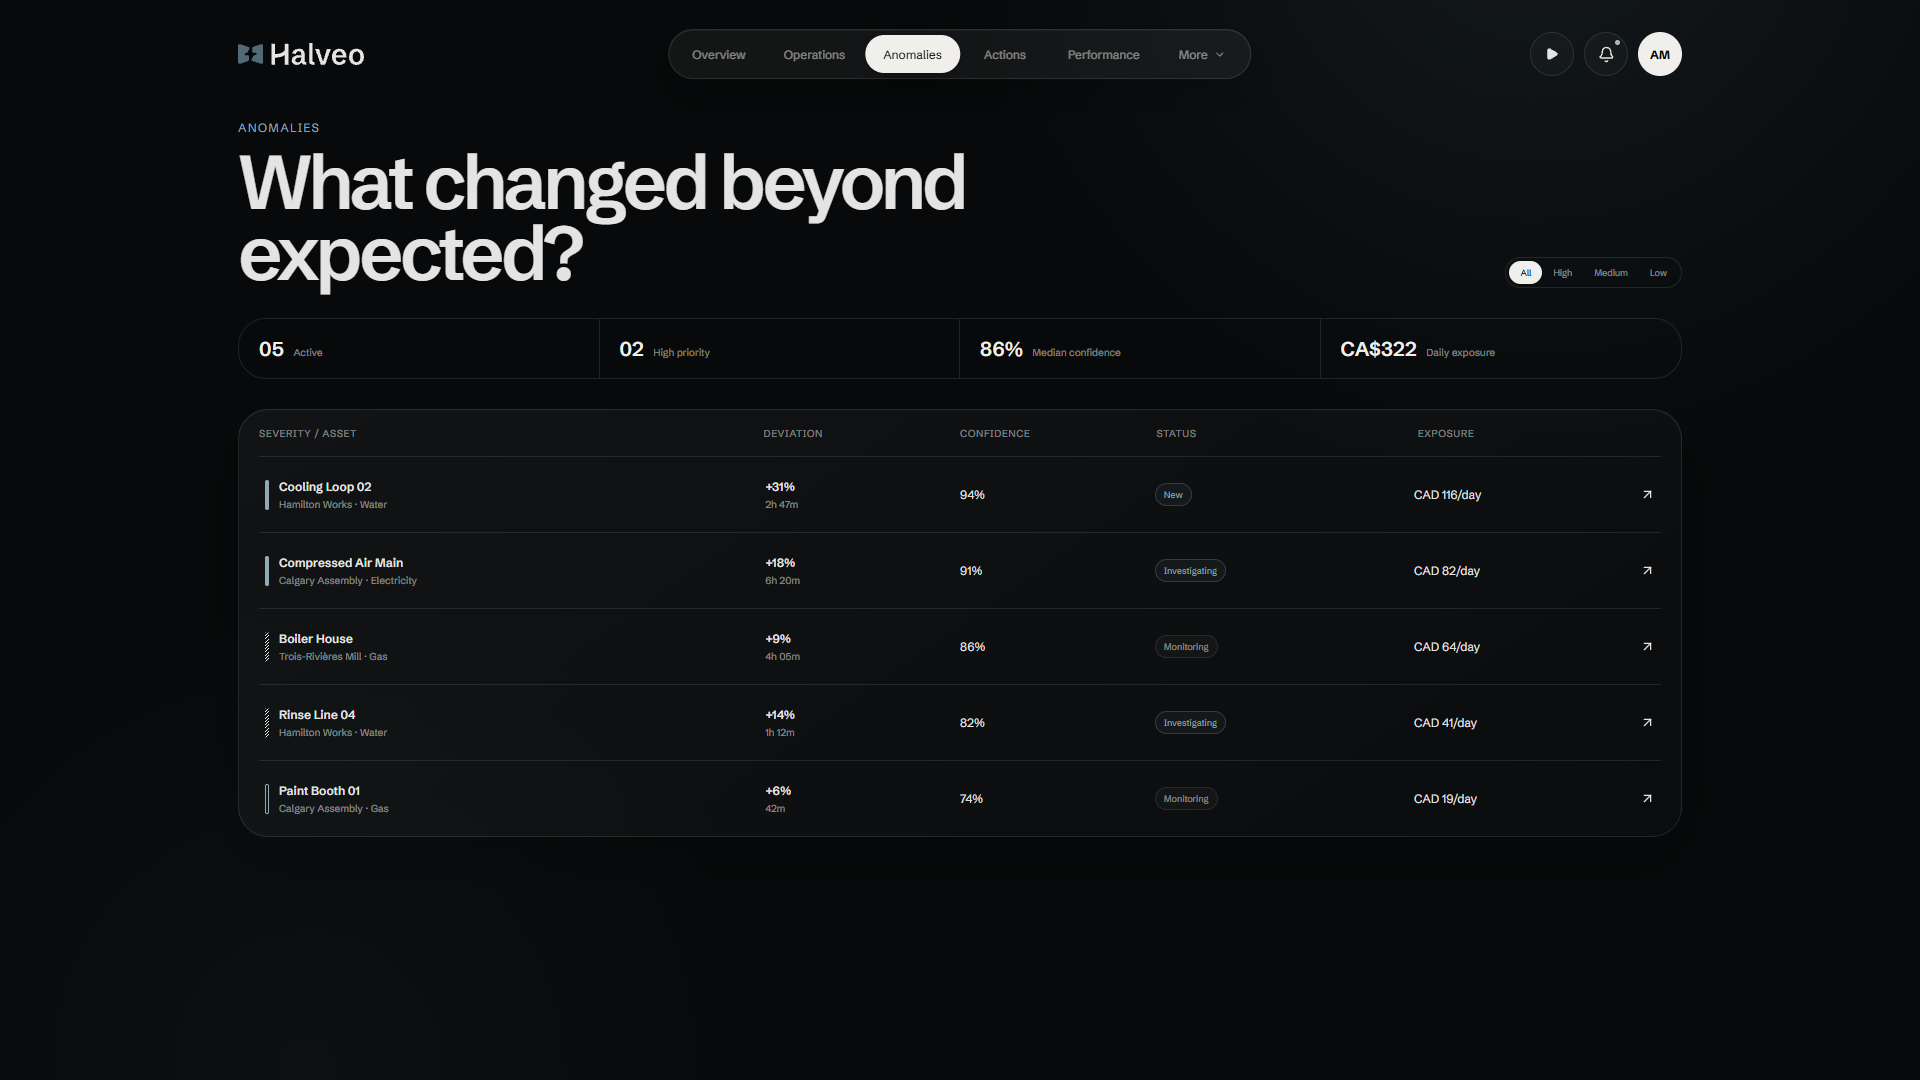 Halveo
Overview Operations Anomalies Actions Performance More
AM
ANOMALIES
What changed beyond
expected?
All High Medium Low
05 Active 02 High priority 86% Median confidence CA$322 Daily exposure
SEVERITY / ASSET DEVIATION CONFIDENCE STATUS EXPOSURE
Cooling Loop 02 +31%
94% New CAD 116/day
Hamilton Works · Water 2h 47m
Compressed Air Main +18%
91% Investigating CAD 82/day
Calgary Assembly · Electricity 6h 20m
Boiler House +9%
86% Monitoring CAD 64/day
Trois-Rivières Mill · Gas 4h 05m
Rinse Line 04 +14%
82% Investigating CAD 41/day
Hamilton Works · Water 1h 12m
Paint Booth 01 +6%
74% Monitoring CAD 19/day
Calgary Assembly · Gas 42m